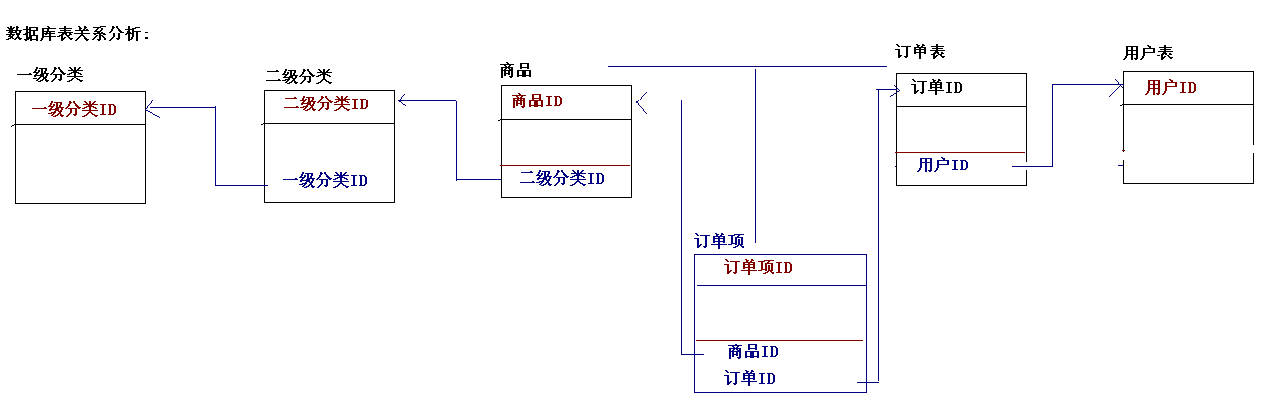 数据库表关系分析:
一级分类
一级分类ID
二级分类
二级分类ID
一级分类ID
商品
商品ID
二级分类ID
订单表
订单ID
用户ID
用户表
用户ID
订单项
订单项ID
商品ID
订单ID